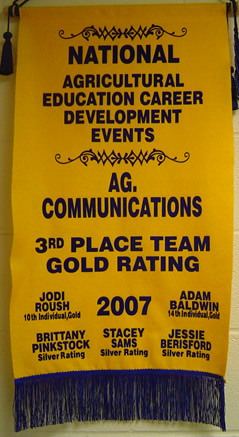 NATIONAL
AGRICULTURAL
EDUCATION CAREER
DEVELOPMENT
EVENTS
AG.
COMMUNICATIONS
3RD PLACE TEAM
GOLD RATING
2007
JODI
ROUSH
10th Individual,Gold
ADAM
BALDWIN
14th Individual,Gold
BRITTANY
PINKSTOCK
Silver Rating
STACEY
SAMS
Silver Rating
JESSIE
BERISFORD
Silver Rating